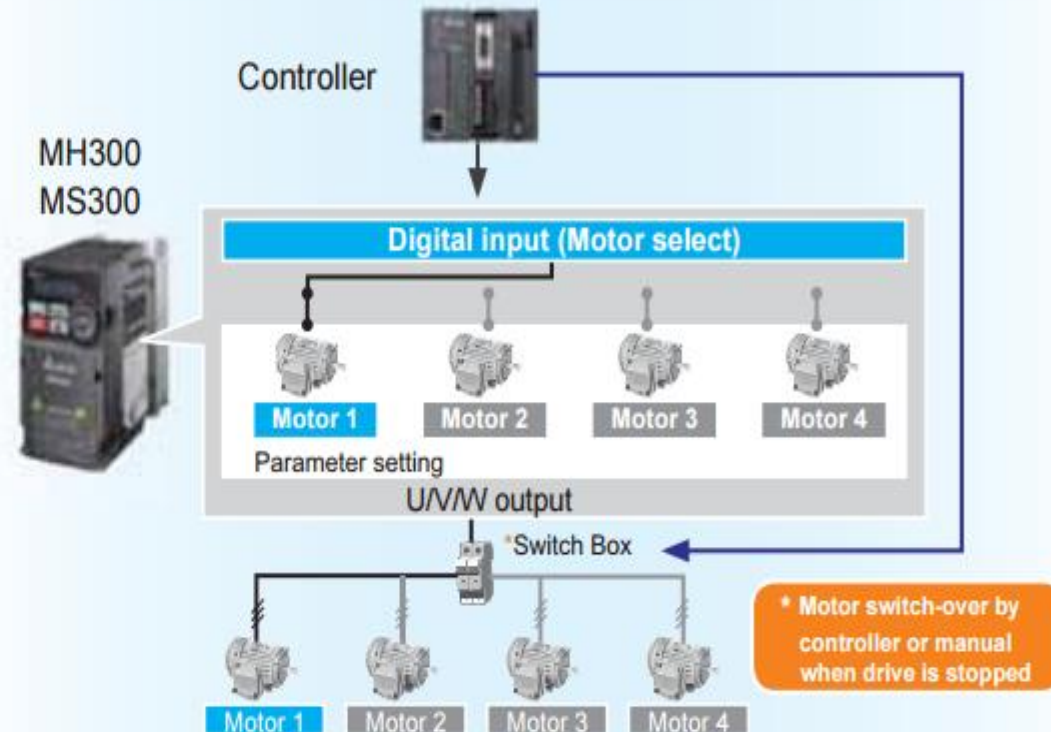 Controller
MH300
MS300
Digital input (Motor select)
Motor 1
Motor 2
Motor 3
Motor 4
Parameter setting
U/V/W output
*Switch Box
* Motor switch-over by
controller or manual
when drive is stopped
Motor 1
Motor 2
Motor 3
Motor 4